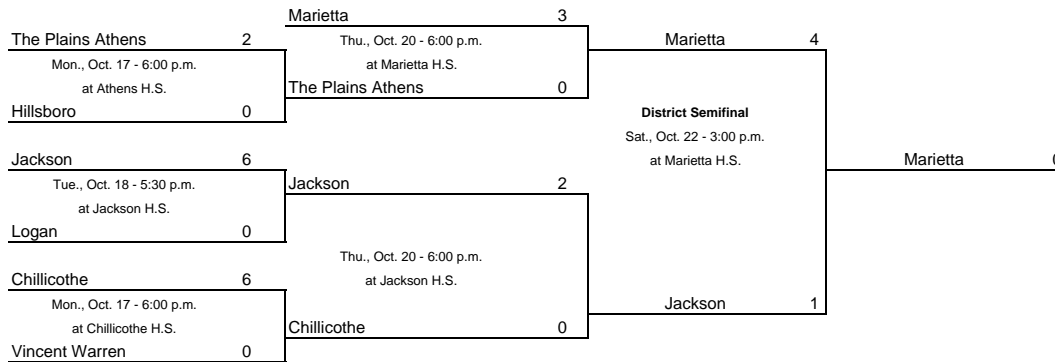 Marietta 3
The Plains Athens 2
Thu., Oct. 20 - 6:00 p.m.
Marietta 4
Mon., Oct. 17 - 6:00 p.m.
at Marietta H.S.
at Athens H.S.
The Plains Athens 0
Hillsboro 0
District Semifinal
Sat., Oct. 22 - 3:00 p.m.
Jackson 6
at Marietta H.S.
Marietta
Tue., Oct. 18 - 5:30 p.m.
Jackson 2
at Jackson H.S.
Logan 0
Thu., Oct. 20 - 6:00 p.m.
Chillicothe 6
at Jackson H.S.
Mon., Oct. 17 - 6:00 p.m.
Jackson 1
at Chillicothe H.S.
Chillicothe 0
Vincent Warren 0